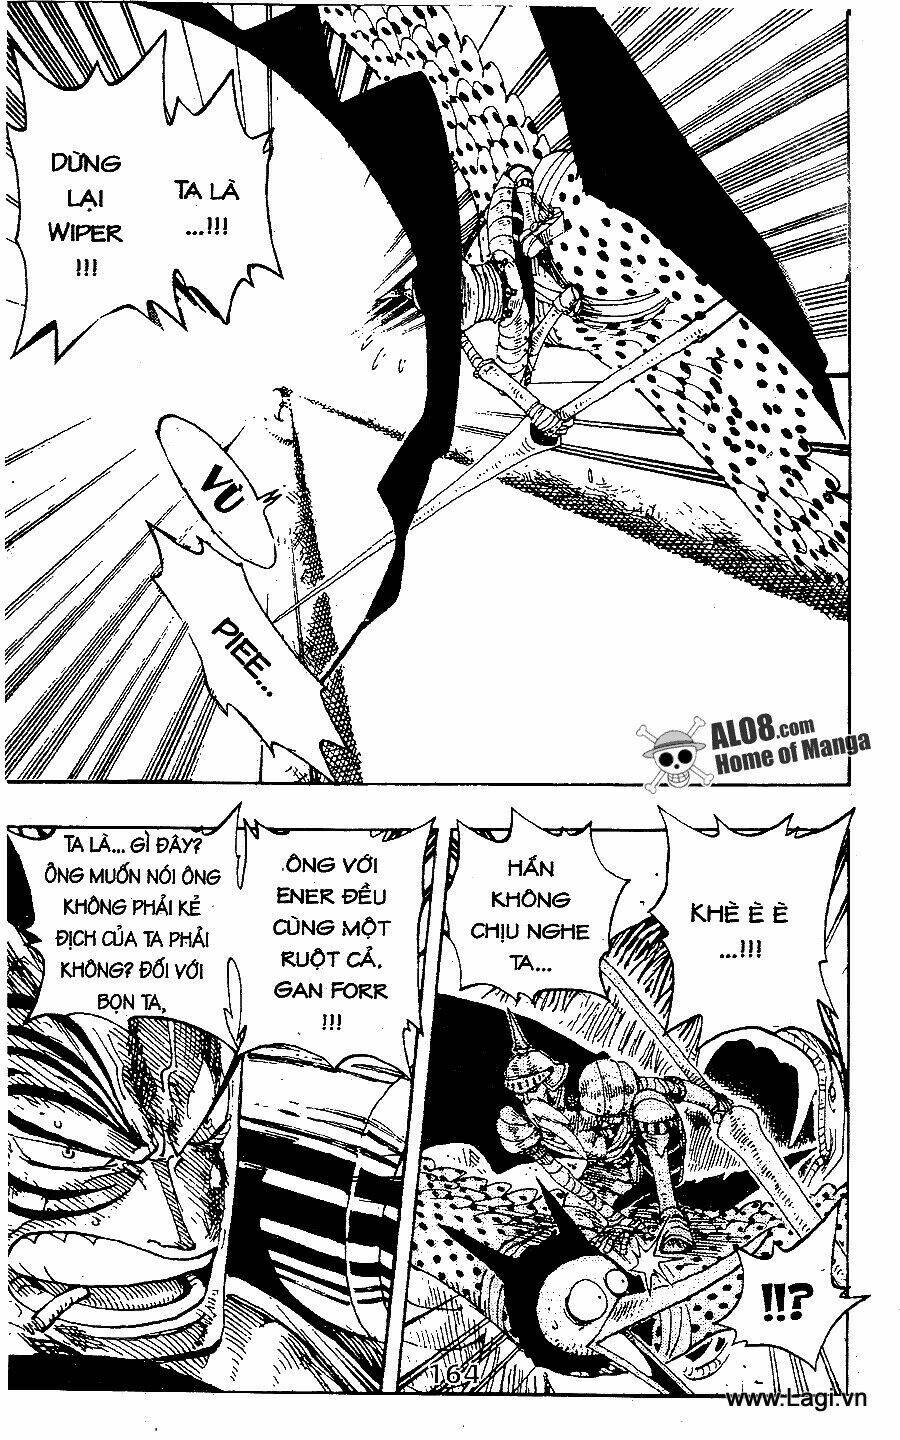 TA LÀ
...!!!
DỪNG
LẠI
WIPER
!!!
VÙ
PIEE...
AL08.com
Home of Manga
KHÈ È È
...!!!
HẮN
KHÔNG
CHỊU NGHE
TA...
!!?
ÔNG VỚI
ENER ĐỀU
CÙNG MỘT
RUỘT CẢ,
GAN FORR
!!!
TA LÀ... GÌ ĐÂY?
ÔNG MUỐN NÓI ÔNG
KHÔNG PHẢI KẺ
ĐỊCH CỦA TA PHẢI
KHÔNG? ĐỐI VỚI
BỌN TA,
164
www.Lagi.vn